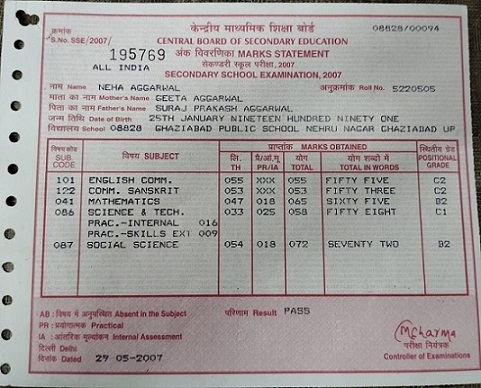 केन्द्रीय माध्यमिक शिक्षा बोर्ड 08828/00094
क्रमांक
S.No. SSE/2007/ CENTRAL BOARD OF SECONDARY EDUCATION
195769 अंक विवरणिका MARKS STATEMENT
ALL INDIA सेकण्डरी स्कूल परीक्षा, 2007
SECONDARY SCHOOL EXAMINATION, 2007
नाम Name NEHA AGGARWAL अनुक्रमांक Roll No. 5220505
माता का नाम Mother's Name GEETA AGGARWAL
पिता का नाम Father's Name SURAJ PRAKASH AGGARWAL
जन्म तिथि Date of Birth 25TH JANUARY NINETEEN HUNDRED NINETY ONE
विद्यालय School 08828 GHAZIABAD PUBLIC SCHOOL NEHRU NAGAR GHAZIABAD UP
प्राप्तांक MARKS OBTAINED
विषय कोड SUB. CODE विषय SUBJECT लि. TH प्रै/आं.मू PR/IA योग TOTAL योग शब्दों में TOTAL IN WORDS स्थितीय ग्रेड POSITIONAL GRADE
101 ENGLISH COMM. 055 XXX 055 FIFTY FIVE C2
122 COMM. SANSKRIT 053 XXX 053 FIFTY THREE C2
041 MATHEMATICS 047 018 065 SIXTY FIVE B2
086 SCIENCE & TECH. 033 025 058 FIFTY EIGHT C1
PRAC.-INTERNAL 016
PRAC.-SKILLS EXT 009
087 SOCIAL SCIENCE 054 018 072 SEVENTY TWO B2
AB : विषय में अनुपस्थित Absent in the Subject परिणाम Result PASS
PR : प्रयोगात्मक Practical
IA : आंतरिक मूल्यांकन Internal Assessment
दिल्ली Delhi परीक्षा नियंत्रक
दिनांक Dated 29-05-2007 Controller of Examinations